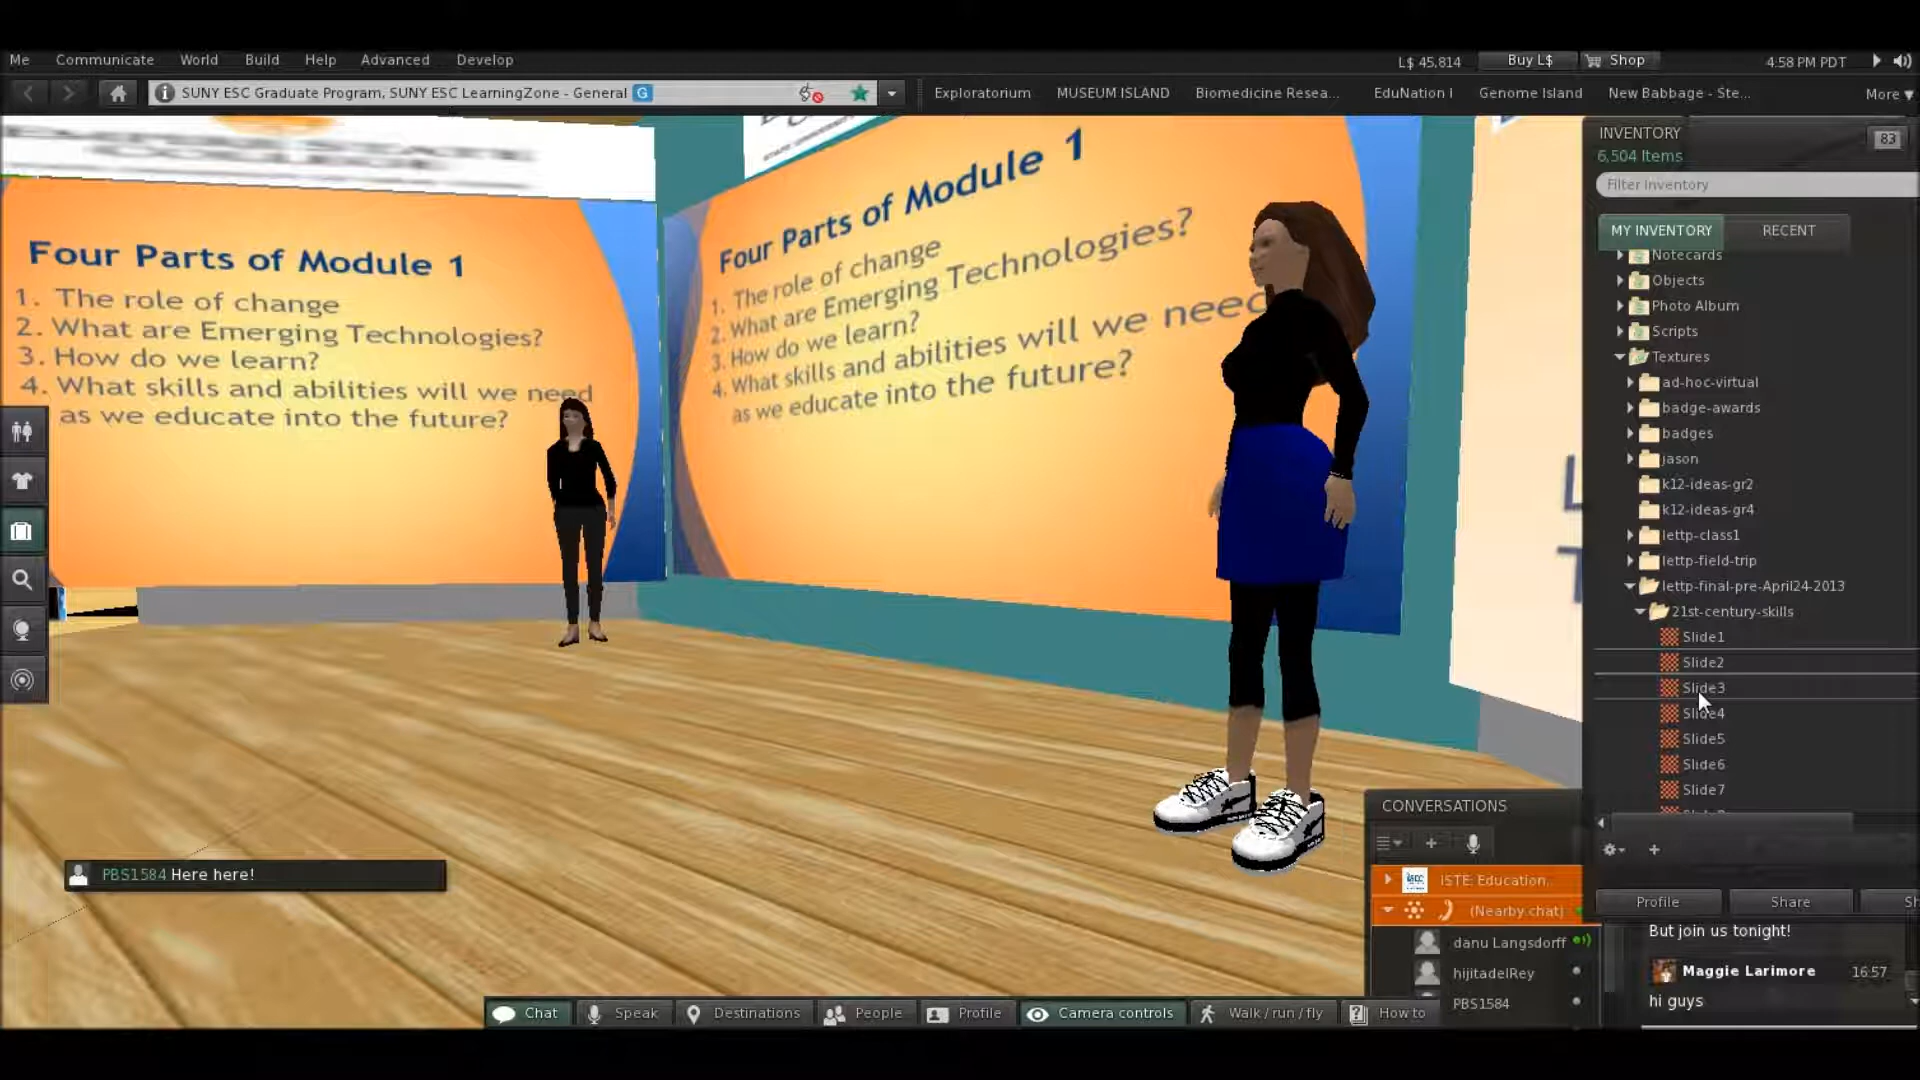 Me Communicate World Build Help Advanced Develop
L$ 45,814 Buy L$ Shop 4:58 PM PDT
SUNY ESC Graduate Program, SUNY ESC LearningZone - General G
Exploratorium MUSEUM ISLAND Biomedicine Resea... EduNation I Genome Island New Babbage - Ste... More
Four Parts of Module 1
1. The role of change
2. What are Emerging Technologies?
3. How do we learn?
4. What skills and abilities will we need
as we educate into the future?
Four Parts of Module 1
1. The role of change
2. What are Emerging Technologies?
3. How do we learn?
4. What skills and abilities will we need
as we educate into the future?
INVENTORY
83
6,504 Items
Filter Inventory
MY INVENTORY RECENT
Notecards
Objects
Photo Album
Scripts
Textures
ad-hoc-virtual
badge-awards
badges
jason
k12-ideas-gr2
k12-ideas-gr4
lettp-class1
lettp-field-trip
lettp-final-pre-April24-2013
21st-century-skills
Slide1
Slide2
Slide3
Slide4
Slide5
Slide6
Slide7
Profile Share Sh
PBS1584 Here here!
CONVERSATIONS
ISTE: Education...
(Nearby chat)
danu Langsdorff
hijitadelRey
PBS1584
But join us tonight!
Maggie Larimore 16:57
hi guys
Chat Speak Destinations People Profile Camera controls Walk / run / fly How to